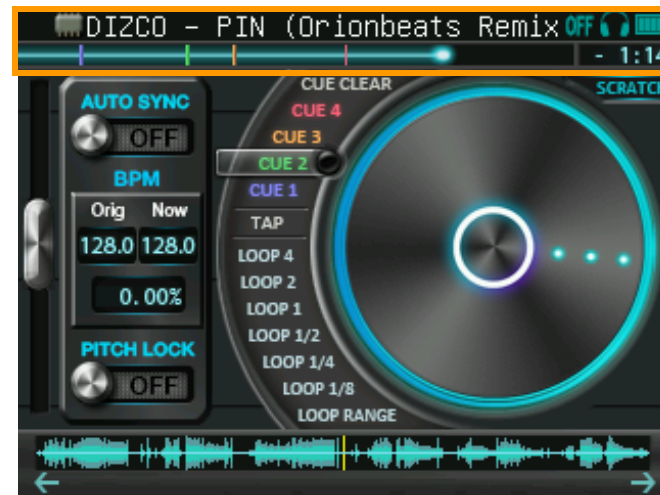 DIZCO - PIN (Orionbeats Remix OFF
- 1:14
CUE CLEAR
SCRATCH
AUTO SYNC
CUE 4
OFF
CUE 3
CUE 2
BPM
CUE 1
Orig Now
TAP
128.0 128.0
LOOP 4
LOOP 2
0.00%
LOOP 1
LOOP 1/2
PITCH LOCK
LOOP 1/4
OFF
LOOP 1/8
LOOP RANGE